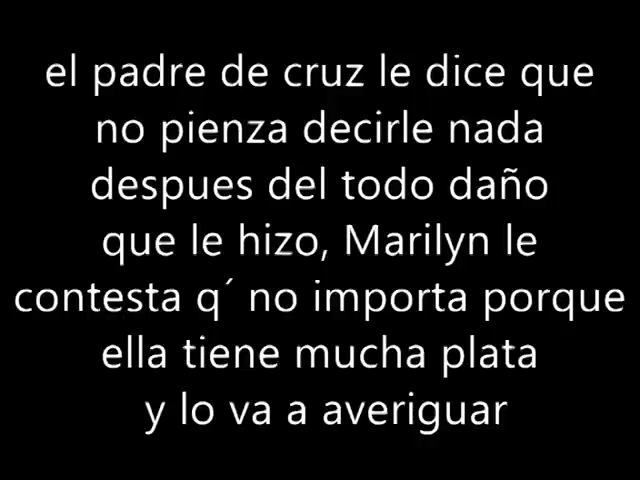 el padre de cruz le dice que
no pienza decirle nada
despues del todo daño
que le hizo, Marilyn le
contesta q´ no importa porque
ella tiene mucha plata
y lo va a averiguar